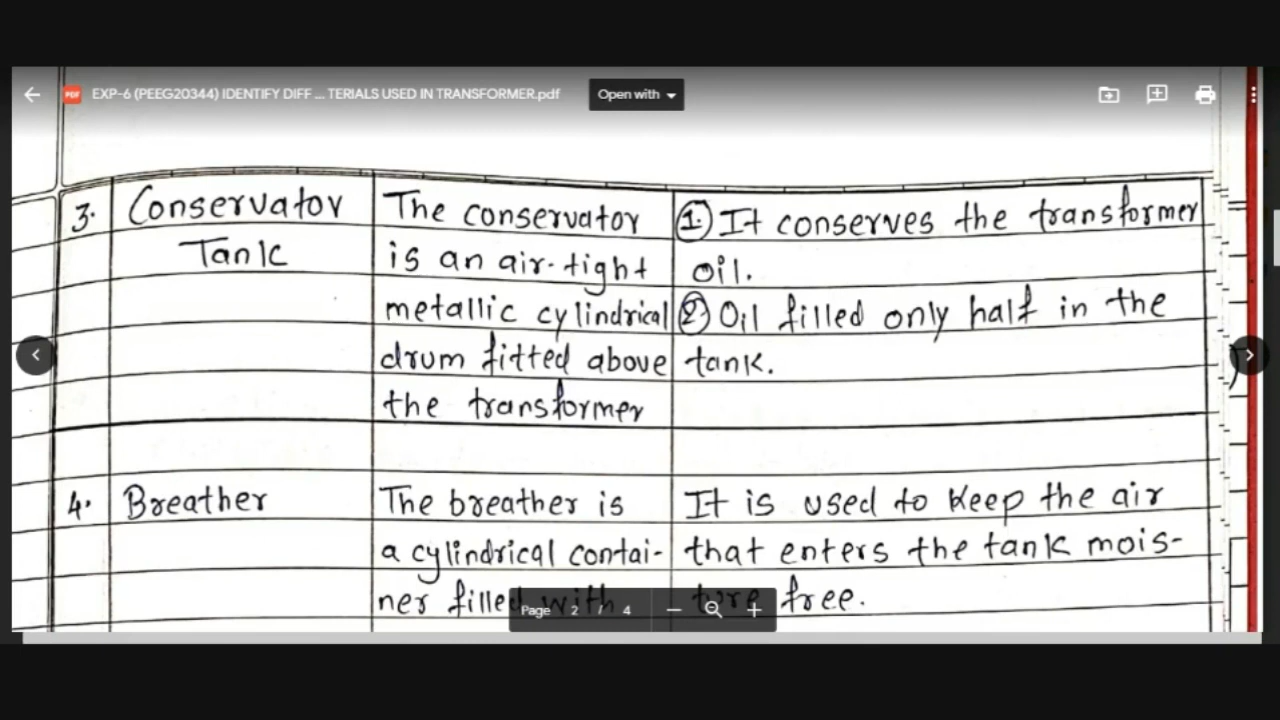 EXP-6 (PEEG20344) IDENTIFY DIFF ... TERIALS USED IN TRANSFORMER.pdf
Open with
3. Conservator The conservator 1. It conserves the transformer
Tank is an air-tight oil.
metallic cylindrical 2. Oil filled only half in the
drum fitted above tank.
the transformer
4. Breather The breather is It is used to keep the air
a cylindrical contai- that enters the tank mois-
ner filled with ture free.
Page 2 / 4